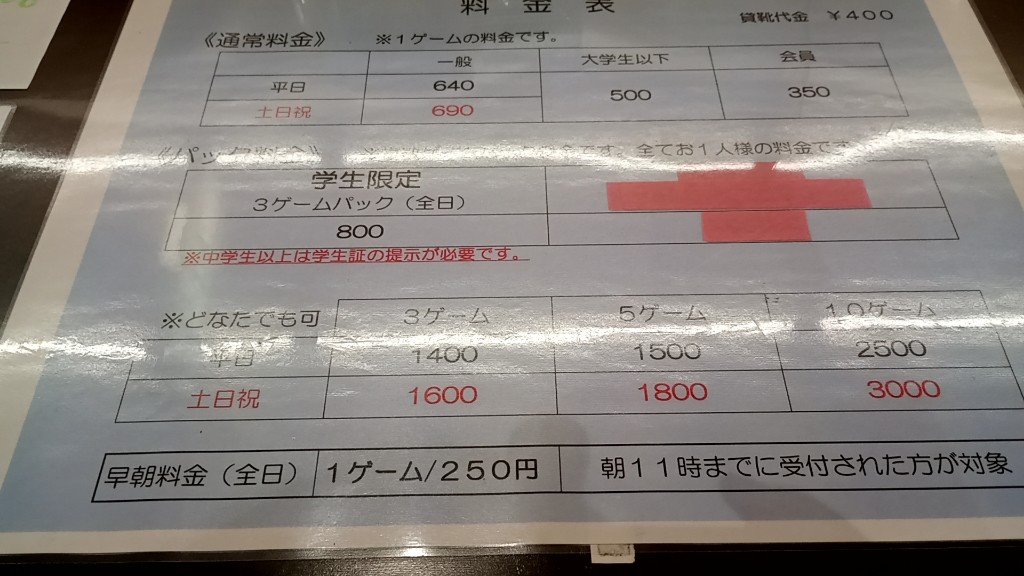 料金表
貸靴代金 ¥400
《通常料金》 ※1ゲームの料金です。
一般 大学生以下 会員
平日 640 500 350
土日祝 690
《パック料金》 全てお1人様の料金です
学生限定
3ゲームパック（全日）
800
※中学生以上は学生証の提示が必要です。
※どなたでも可 3ゲーム 5ゲーム 10ゲーム
平日 1400 1500 2500
土日祝 1600 1800 3000
早朝料金（全日） 1ゲーム/250円 朝11時までに受付された方が対象